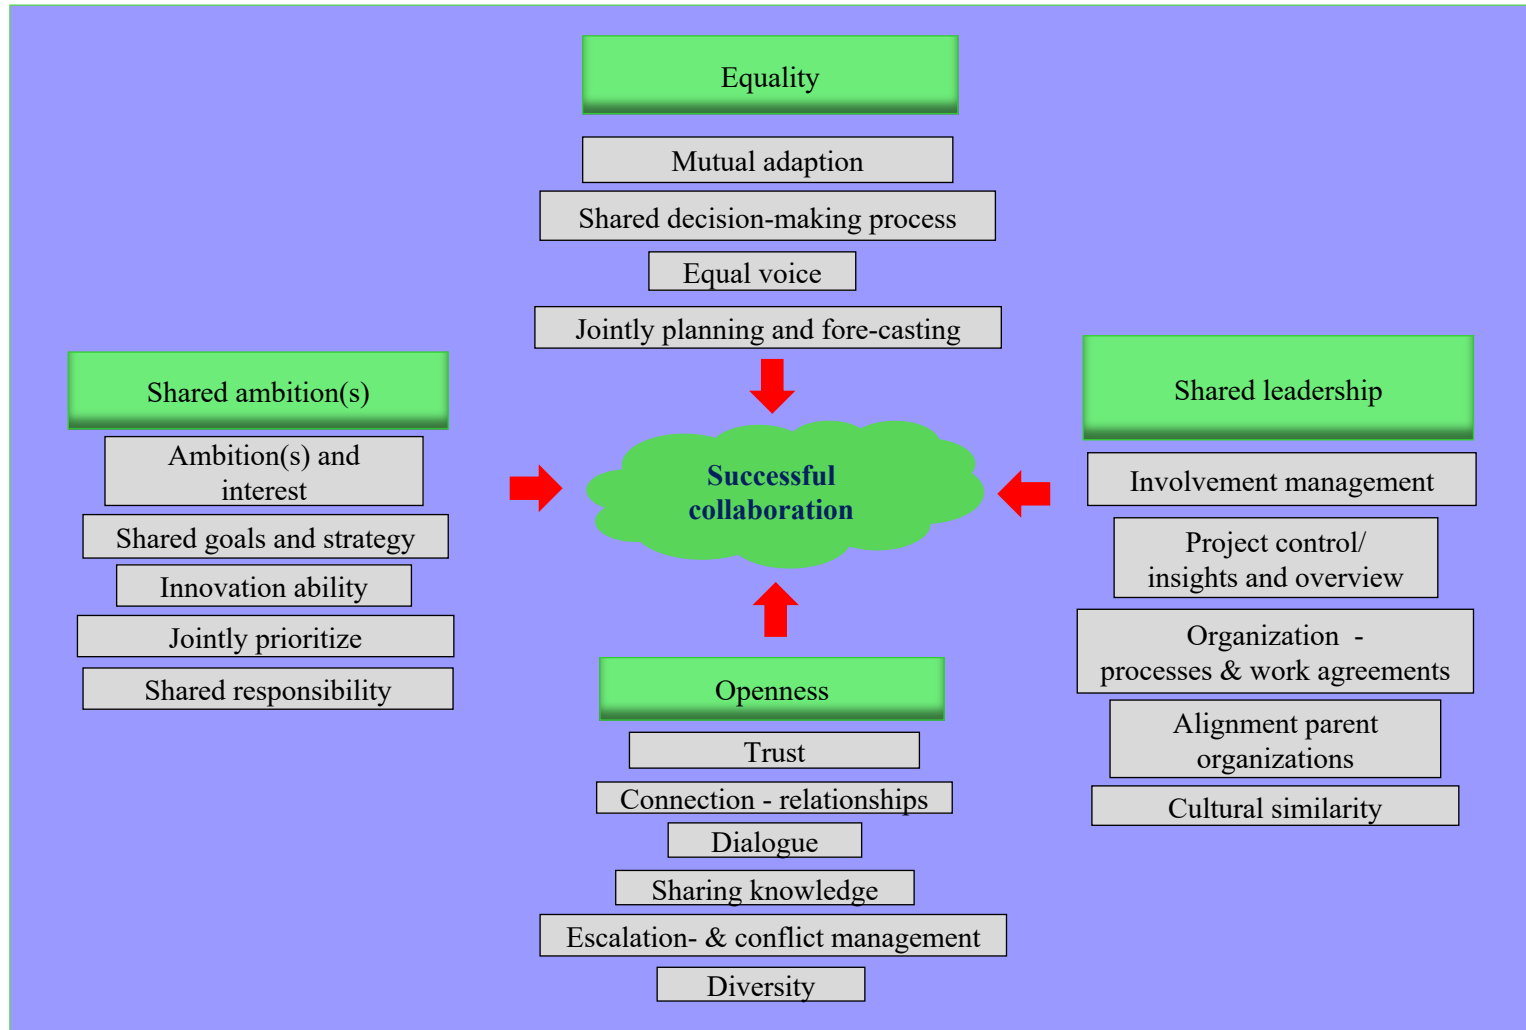 Equality
Mutual adaption
Shared decision-making process
Equal voice
Jointly planning and fore-casting
Shared ambition(s)
Ambition(s) and
interest
Shared goals and strategy
Innovation ability
Jointly prioritize
Shared responsibility
Successful
collaboration
Shared leadership
Involvement management
Project control/
insights and overview
Organization -
processes & work agreements
Alignment parent
organizations
Cultural similarity
Openness
Trust
Connection - relationships
Dialogue
Sharing knowledge
Escalation- & conflict management
Diversity